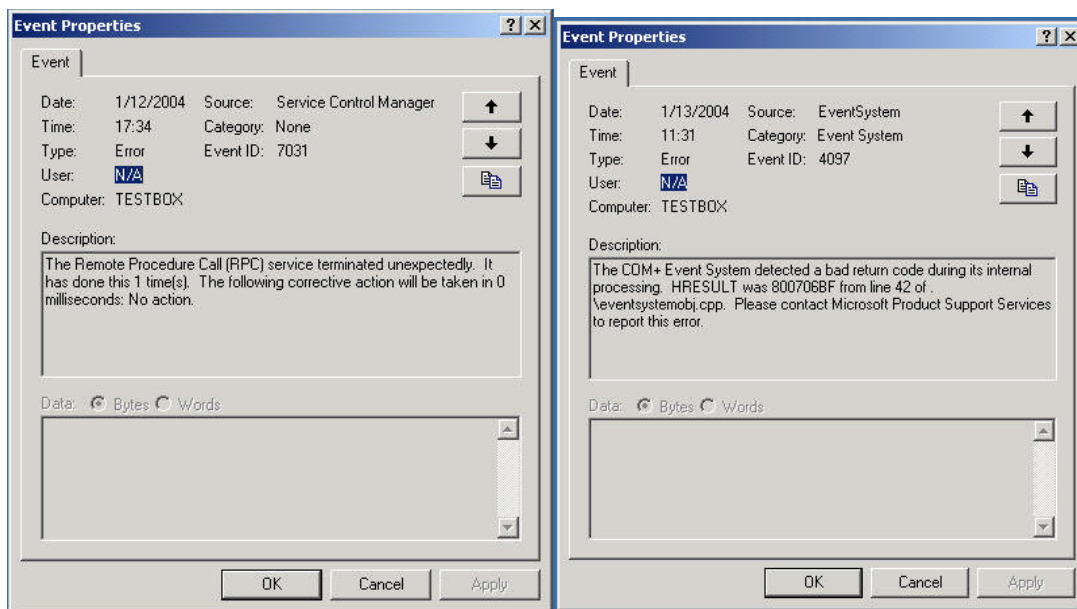 Event Properties
? X
Event
Date: 1/12/2004 Source: Service Control Manager
Time: 17:34 Category: None
Type: Error Event ID: 7031
User: N/A
Computer: TESTBOX
Description:
The Remote Procedure Call (RPC) service terminated unexpectedly. It
has done this 1 time(s). The following corrective action will be taken in 0
milliseconds: No action.
Data: Bytes Words
OK Cancel Apply
Event Properties
? X
Event
Date: 1/13/2004 Source: EventSystem
Time: 11:31 Category: Event System
Type: Error Event ID: 4097
User: N/A
Computer: TESTBOX
Description:
The COM+ Event System detected a bad return code during its internal
processing. HRESULT was 800706BF from line 42 of .
\eventsystemobj.cpp. Please contact Microsoft Product Support Services
to report this error.
Data: Bytes Words
OK Cancel Apply